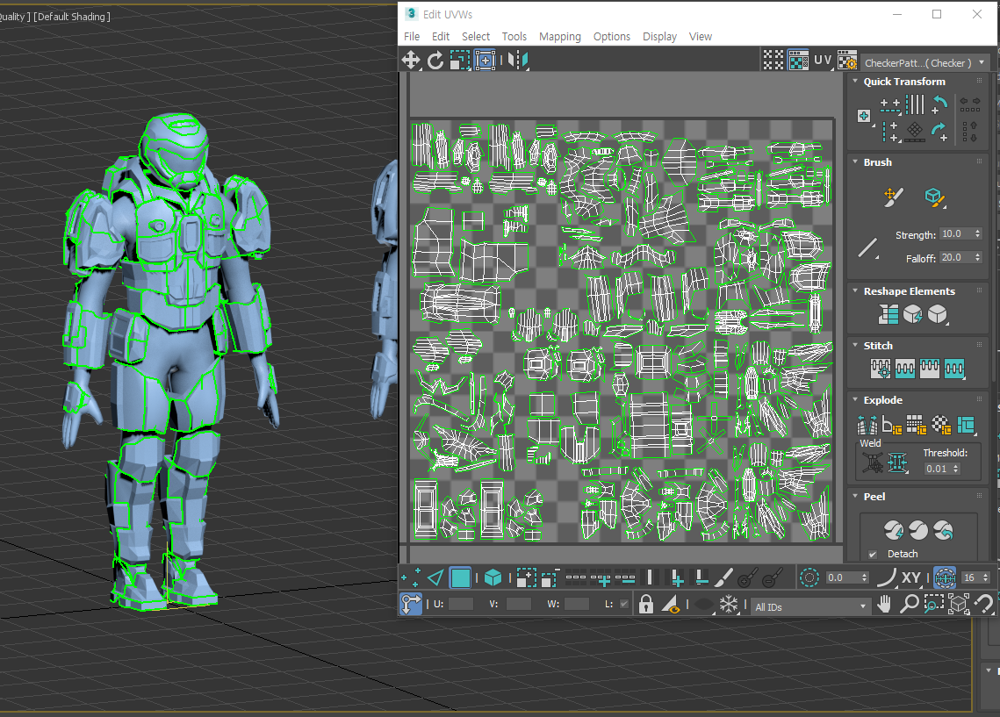 uality ] [Default Shading ]
3 Edit UVWs
File Edit Select Tools Mapping Options Display View
UV
CheckerPatt...( Checker )
Quick Transform
Brush
Strength: 10.0
Falloff: 20.0
Reshape Elements
Stitch
Explode
Weld
Threshold:
0.01
Peel
Detach
0.0
XY
16
U:
V:
W:
L:
All IDs